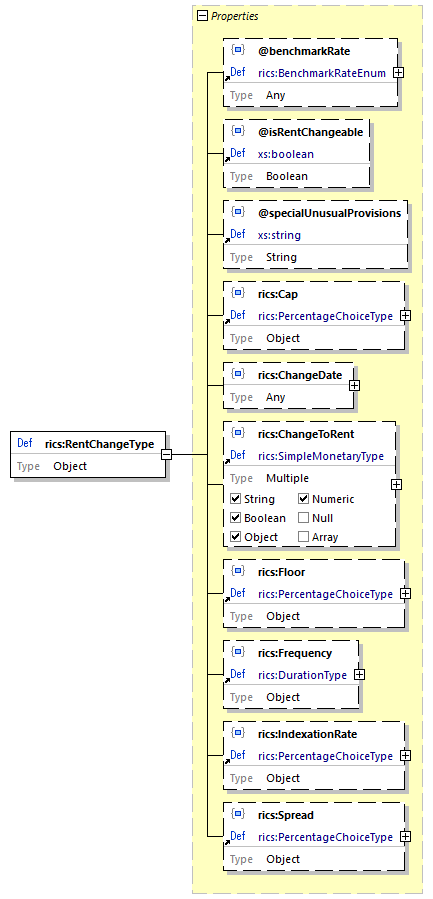 Properties
@benchmarkRate
Def rics:BenchmarkRateEnum
Type Any
@isRentChangeable
Def xs:boolean
Type Boolean
@specialUnusualProvisions
Def xs:string
Type String
rics:Cap
Def rics:PercentageChoiceType
Type Object
rics:ChangeDate
Type Any
Def rics:RentChangeType
Type Object
rics:ChangeToRent
Def rics:SimpleMonetaryType
Type Multiple
String Numeric
Boolean Null
Object Array
rics:Floor
Def rics:PercentageChoiceType
Type Object
rics:Frequency
Def rics:DurationType
Type Object
rics:IndexationRate
Def rics:PercentageChoiceType
Type Object
rics:Spread
Def rics:PercentageChoiceType
Type Object